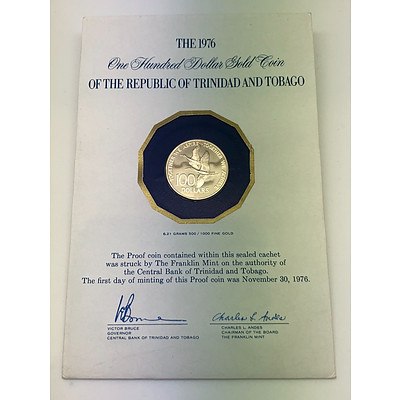 THE 1976
One Hundred Dollar Gold Coin
OF THE REPUBLIC OF TRINIDAD AND TOBAGO
100
DOLLARS
6.21 GRAMS 500 / 1000 FINE GOLD
The Proof coin contained within this sealed cachet
was struck by The Franklin Mint on the authority of
the Central Bank of Trinidad and Tobago.
The first day of minting of this Proof coin was November 30, 1976.
Charles L. Andes
VICTOR BRUCE
GOVERNOR
CENTRAL BANK OF TRINIDAD AND TOBAGO
CHARLES L. ANDES
CHAIRMAN OF THE BOARD
THE FRANKLIN MINT